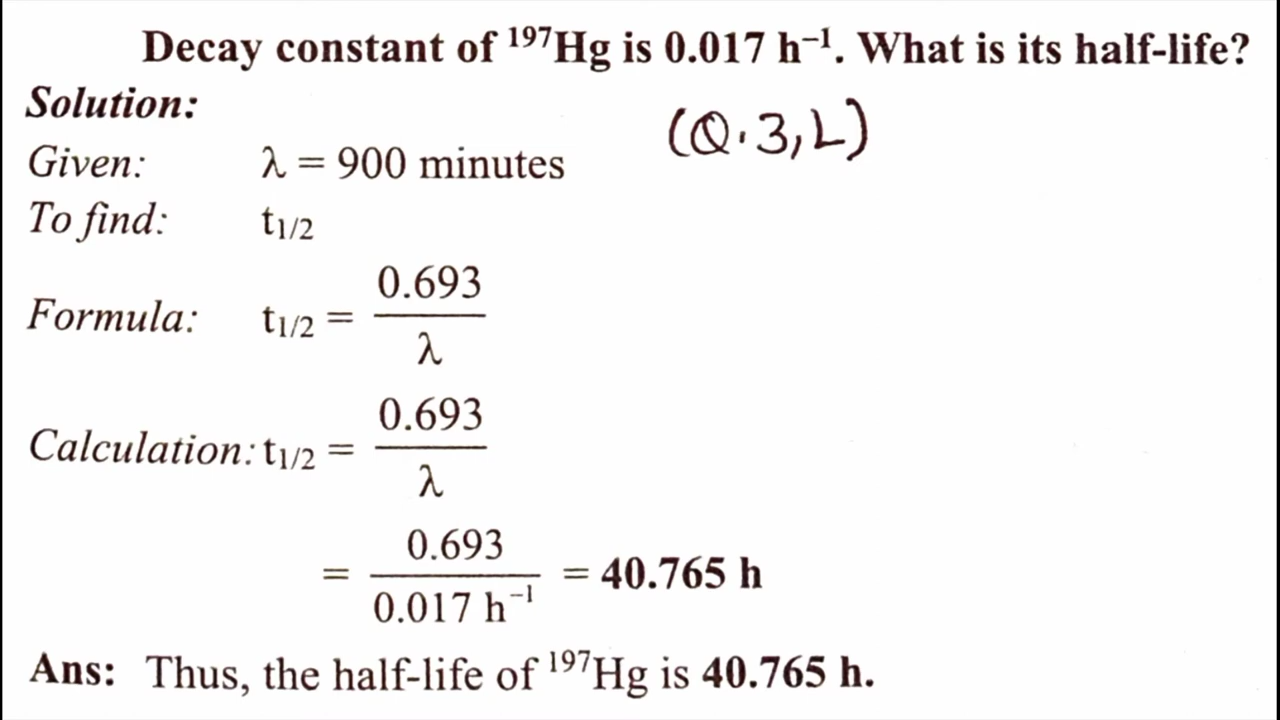 Decay constant of ¹⁹⁷Hg is 0.017 h⁻¹. What is its half-life?
Solution:
(Q.3,L)
Given: λ = 900 minutes
To find: t1/2
Formula: t1/2 = 0.693 / λ
Calculation: t1/2 = 0.693 / λ
= 0.693 / 0.017 h⁻¹ = 40.765 h
Ans: Thus, the half-life of ¹⁹⁷Hg is 40.765 h.